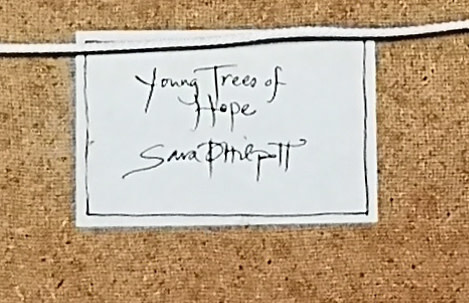 Young Trees of
Hope
Sara Philpott